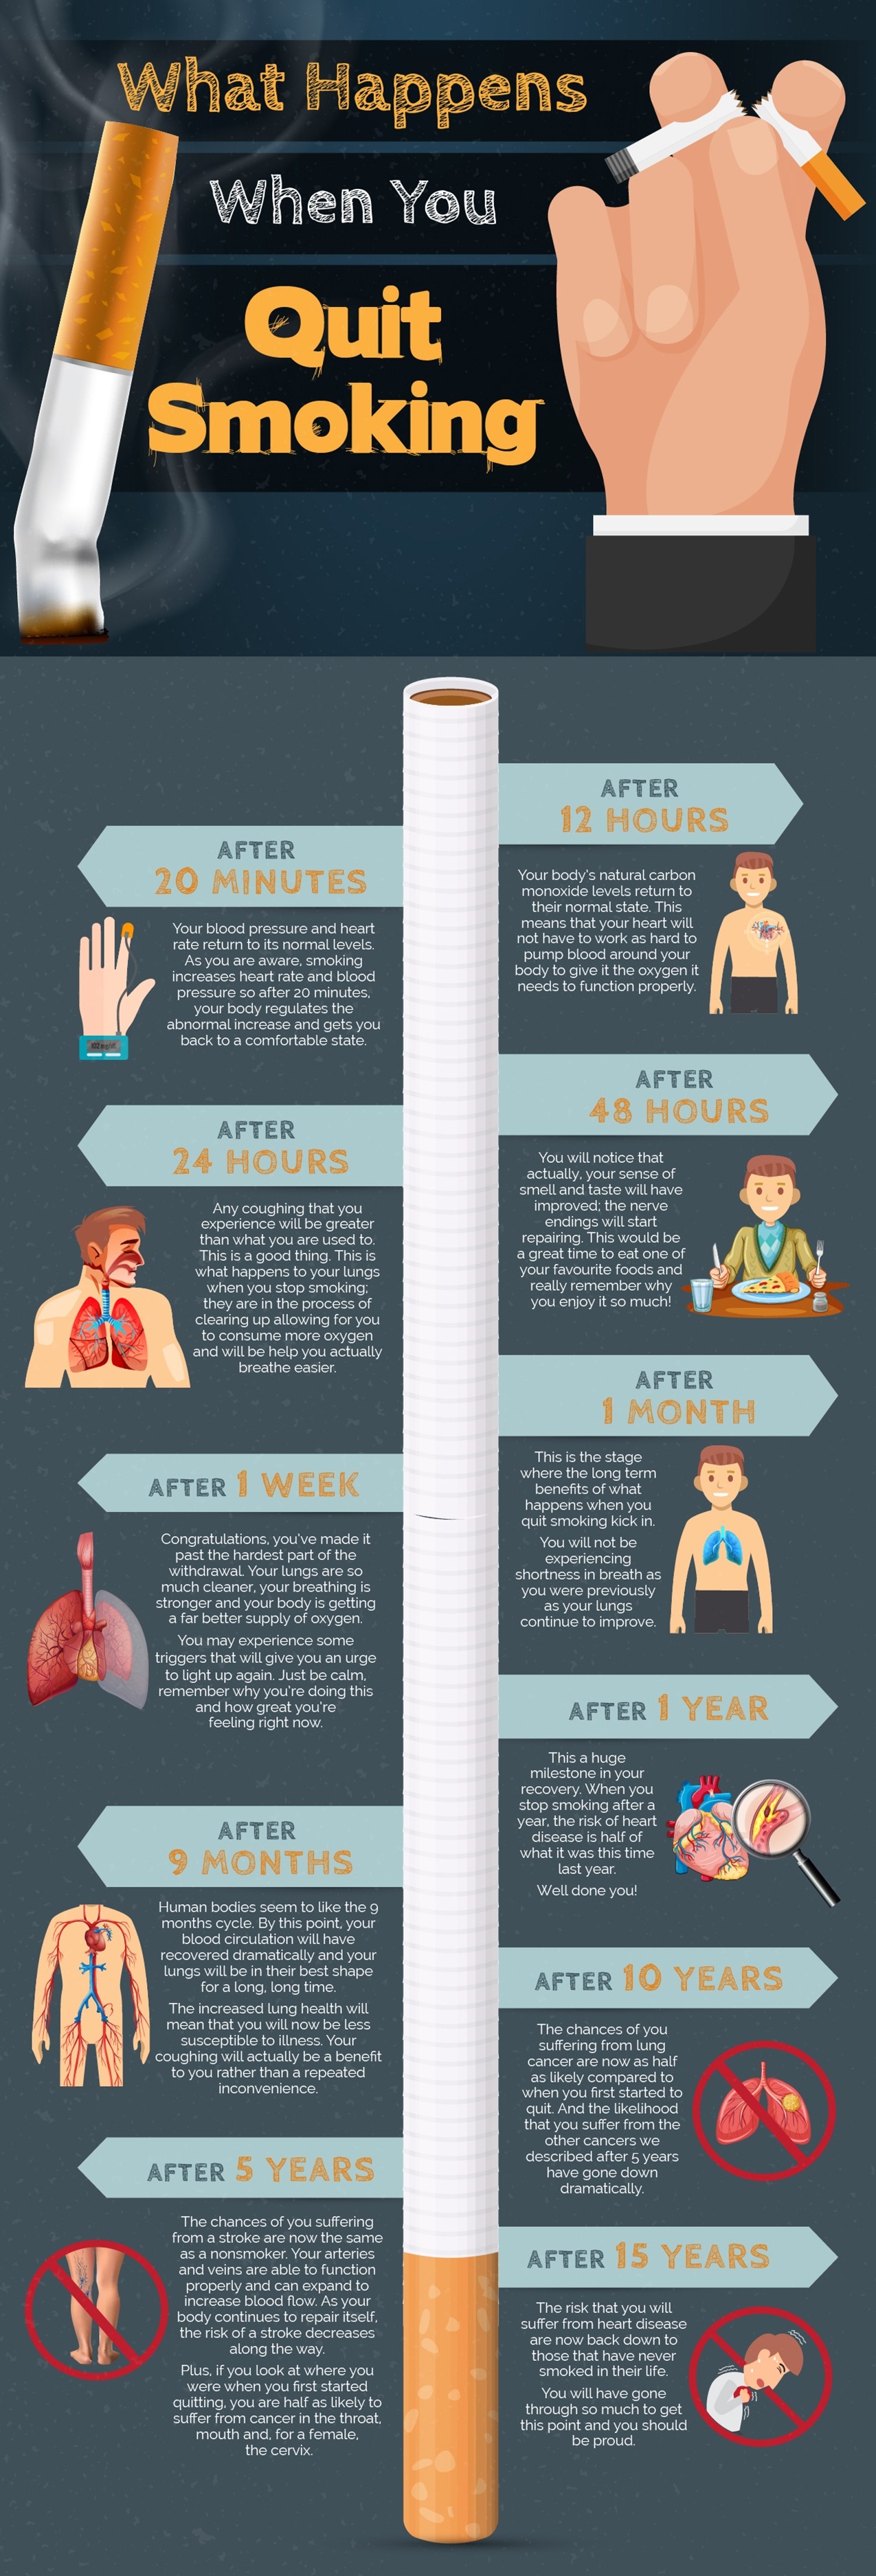 What Happens
When You
Quit
Smoking
AFTER
20 MINUTES
Your blood pressure and heart
rate return to its normal levels.
As you are aware, smoking
increases heart rate and blood
pressure so after 20 minutes,
your body regulates the
abnormal increase and gets you
back to a comfortable state.
AFTER
12 HOURS
Your body's natural carbon
monoxide levels return to
their normal state. This
means that your heart will
not have to work as hard to
pump blood around your
body to give it the oxygen it
needs to function properly.
AFTER
24 HOURS
Any coughing that you
experience will be greater
than what you are used to.
This is a good thing. This is
what happens to your lungs
when you stop smoking;
they are in the process of
clearing up allowing for you
to consume more oxygen
and will be help you actually
breathe easier.
AFTER
48 HOURS
You will notice that
actually, your sense of
smell and taste will have
improved; the nerve
endings will start
repairing. This would be
a great time to eat one of
your favourite foods and
really remember why
you enjoy it so much!
AFTER 1 WEEK
Congratulations, you've made it
past the hardest part of the
withdrawal. Your lungs are so
much cleaner, your breathing is
stronger and your body is getting
a far better supply of oxygen.
You may experience some
triggers that will give you an urge
to light up again. Just be calm,
remember why you're doing this
and how great you're
feeling right now.
AFTER
1 MONTH
This is the stage
where the long term
benefits of what
happens when you
quit smoking kick in.
You will not be
experiencing
shortness in breath as
you were previously
as your lungs
continue to improve.
AFTER
9 MONTHS
Human bodies seem to like the 9
months cycle. By this point, your
blood circulation will have
recovered dramatically and your
lungs will be in their best shape
for a long, long time.
The increased lung health will
mean that you will now be less
susceptible to illness. Your
coughing will actually be a benefit
to you rather than a repeated
inconvenience.
AFTER 1 YEAR
This a huge
milestone in your
recovery. When you
stop smoking after a
year, the risk of heart
disease is half of
what it was this time
last year.
Well done you!
AFTER 5 YEARS
The chances of you suffering
from a stroke are now the same
as a nonsmoker. Your arteries
and veins are able to function
properly and can expand to
increase blood flow. As your
body continues to repair itself,
the risk of a stroke decreases
along the way.
Plus, if you look at where you
were when you first started
quitting, you are half as likely to
suffer from cancer in the throat,
mouth and, for a female,
the cervix.
AFTER 10 YEARS
The chances of you
suffering from lung
cancer are now as half
as likely compared to
when you first started to
quit. And the likelihood
that you suffer from the
other cancers we
described after 5 years
have gone down
dramatically.
AFTER 15 YEARS
The risk that you will
suffer from heart disease
are now back down to
those that have never
smoked in their life.
You will have gone
through so much to get
this point and you should
be proud.